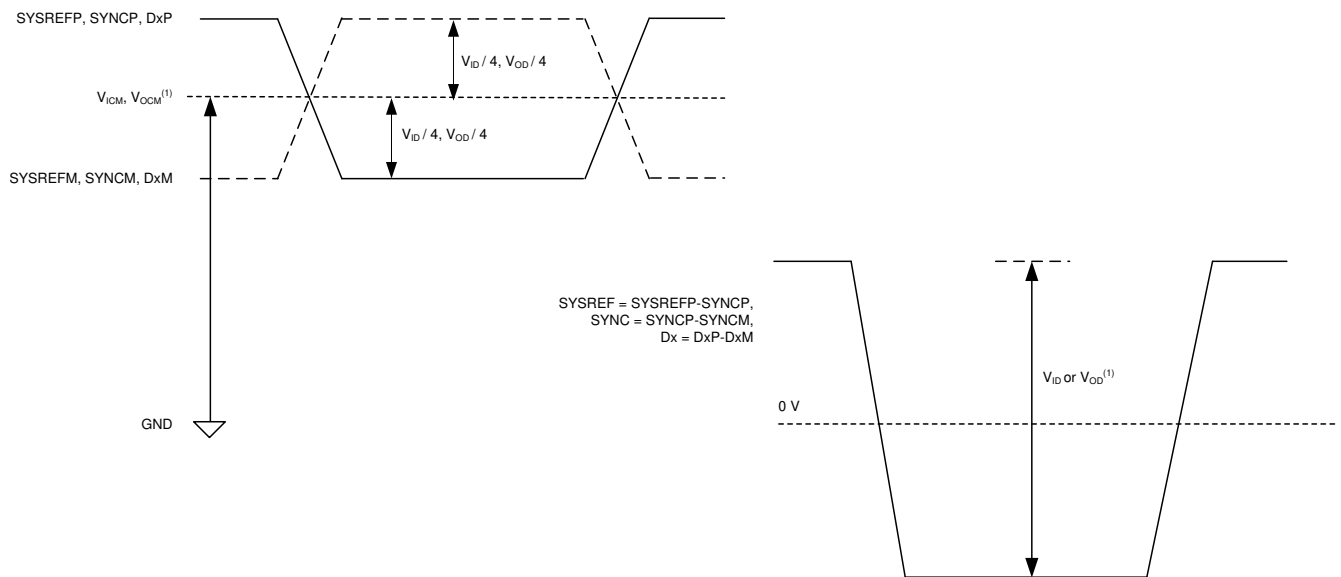 SYSREFP, SYNCP, DxP
V_ID / 4, V_OD / 4
V_ICM, V_OCM^(1)
V_ID / 4, V_OD / 4
SYSREFM, SYNCM, DxM
GND
SYSREF = SYSREFP-SYNCP,
SYNC = SYNCP-SYNCM,
Dx = DxP-DxM
V_ID or V_OD^(1)
0 V